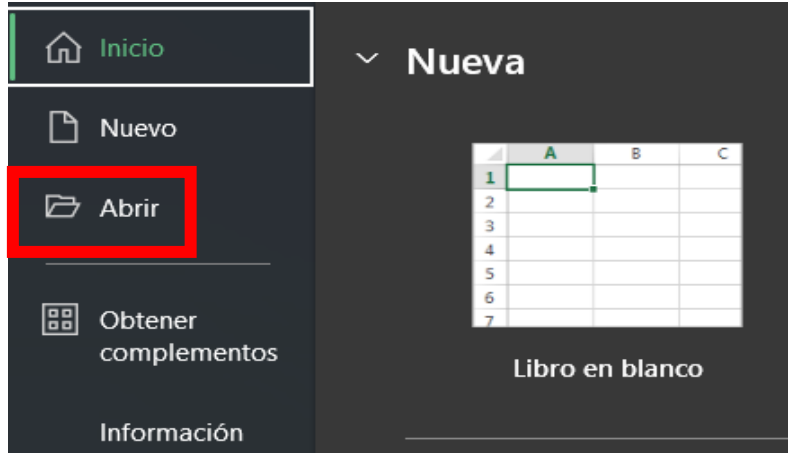 Inicio
Nueva
Nuevo
Abrir
Obtener
complementos
Información
A B C
1
2
3
4
5
6
7
Libro en blanco